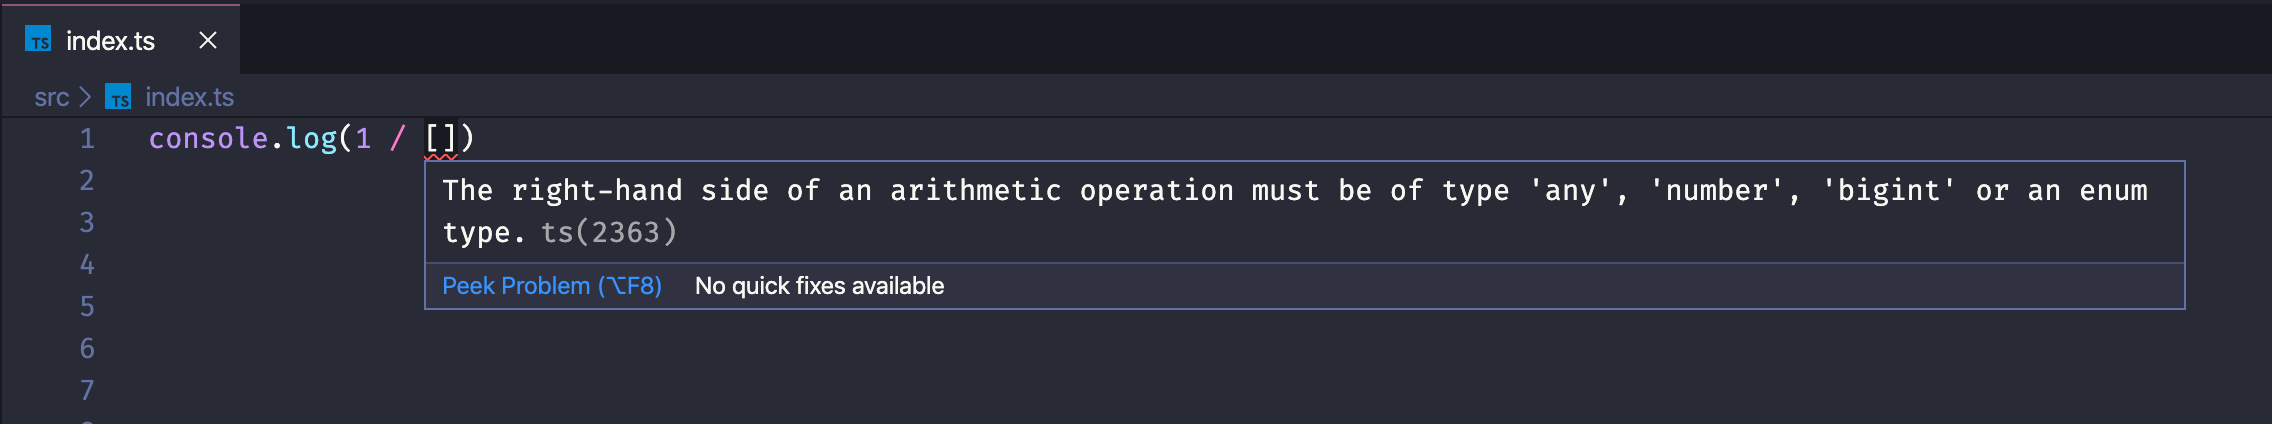 TS index.ts ×
src > TS index.ts
1 console.log(1 / [])
The right-hand side of an arithmetic operation must be of type 'any', 'number', 'bigint' or an enum
2
type. ts(2363)
3
4
Peek Problem (⌥F8) No quick fixes available
5
6
7